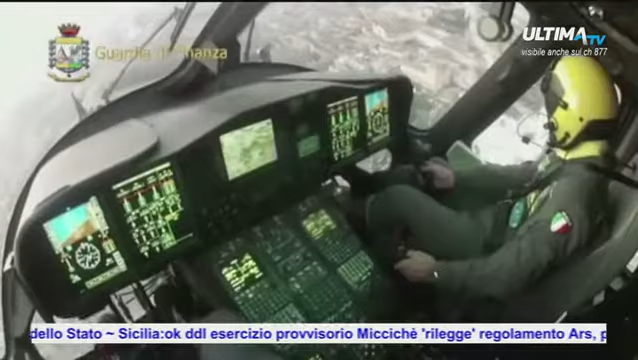 Guardia di Finanza
ULTIMA TV
visibile anche sul ch 877
dello Stato ~ Sicilia:ok ddl esercizio provvisorio Miccichè 'rilegge' regolamento Ars, p